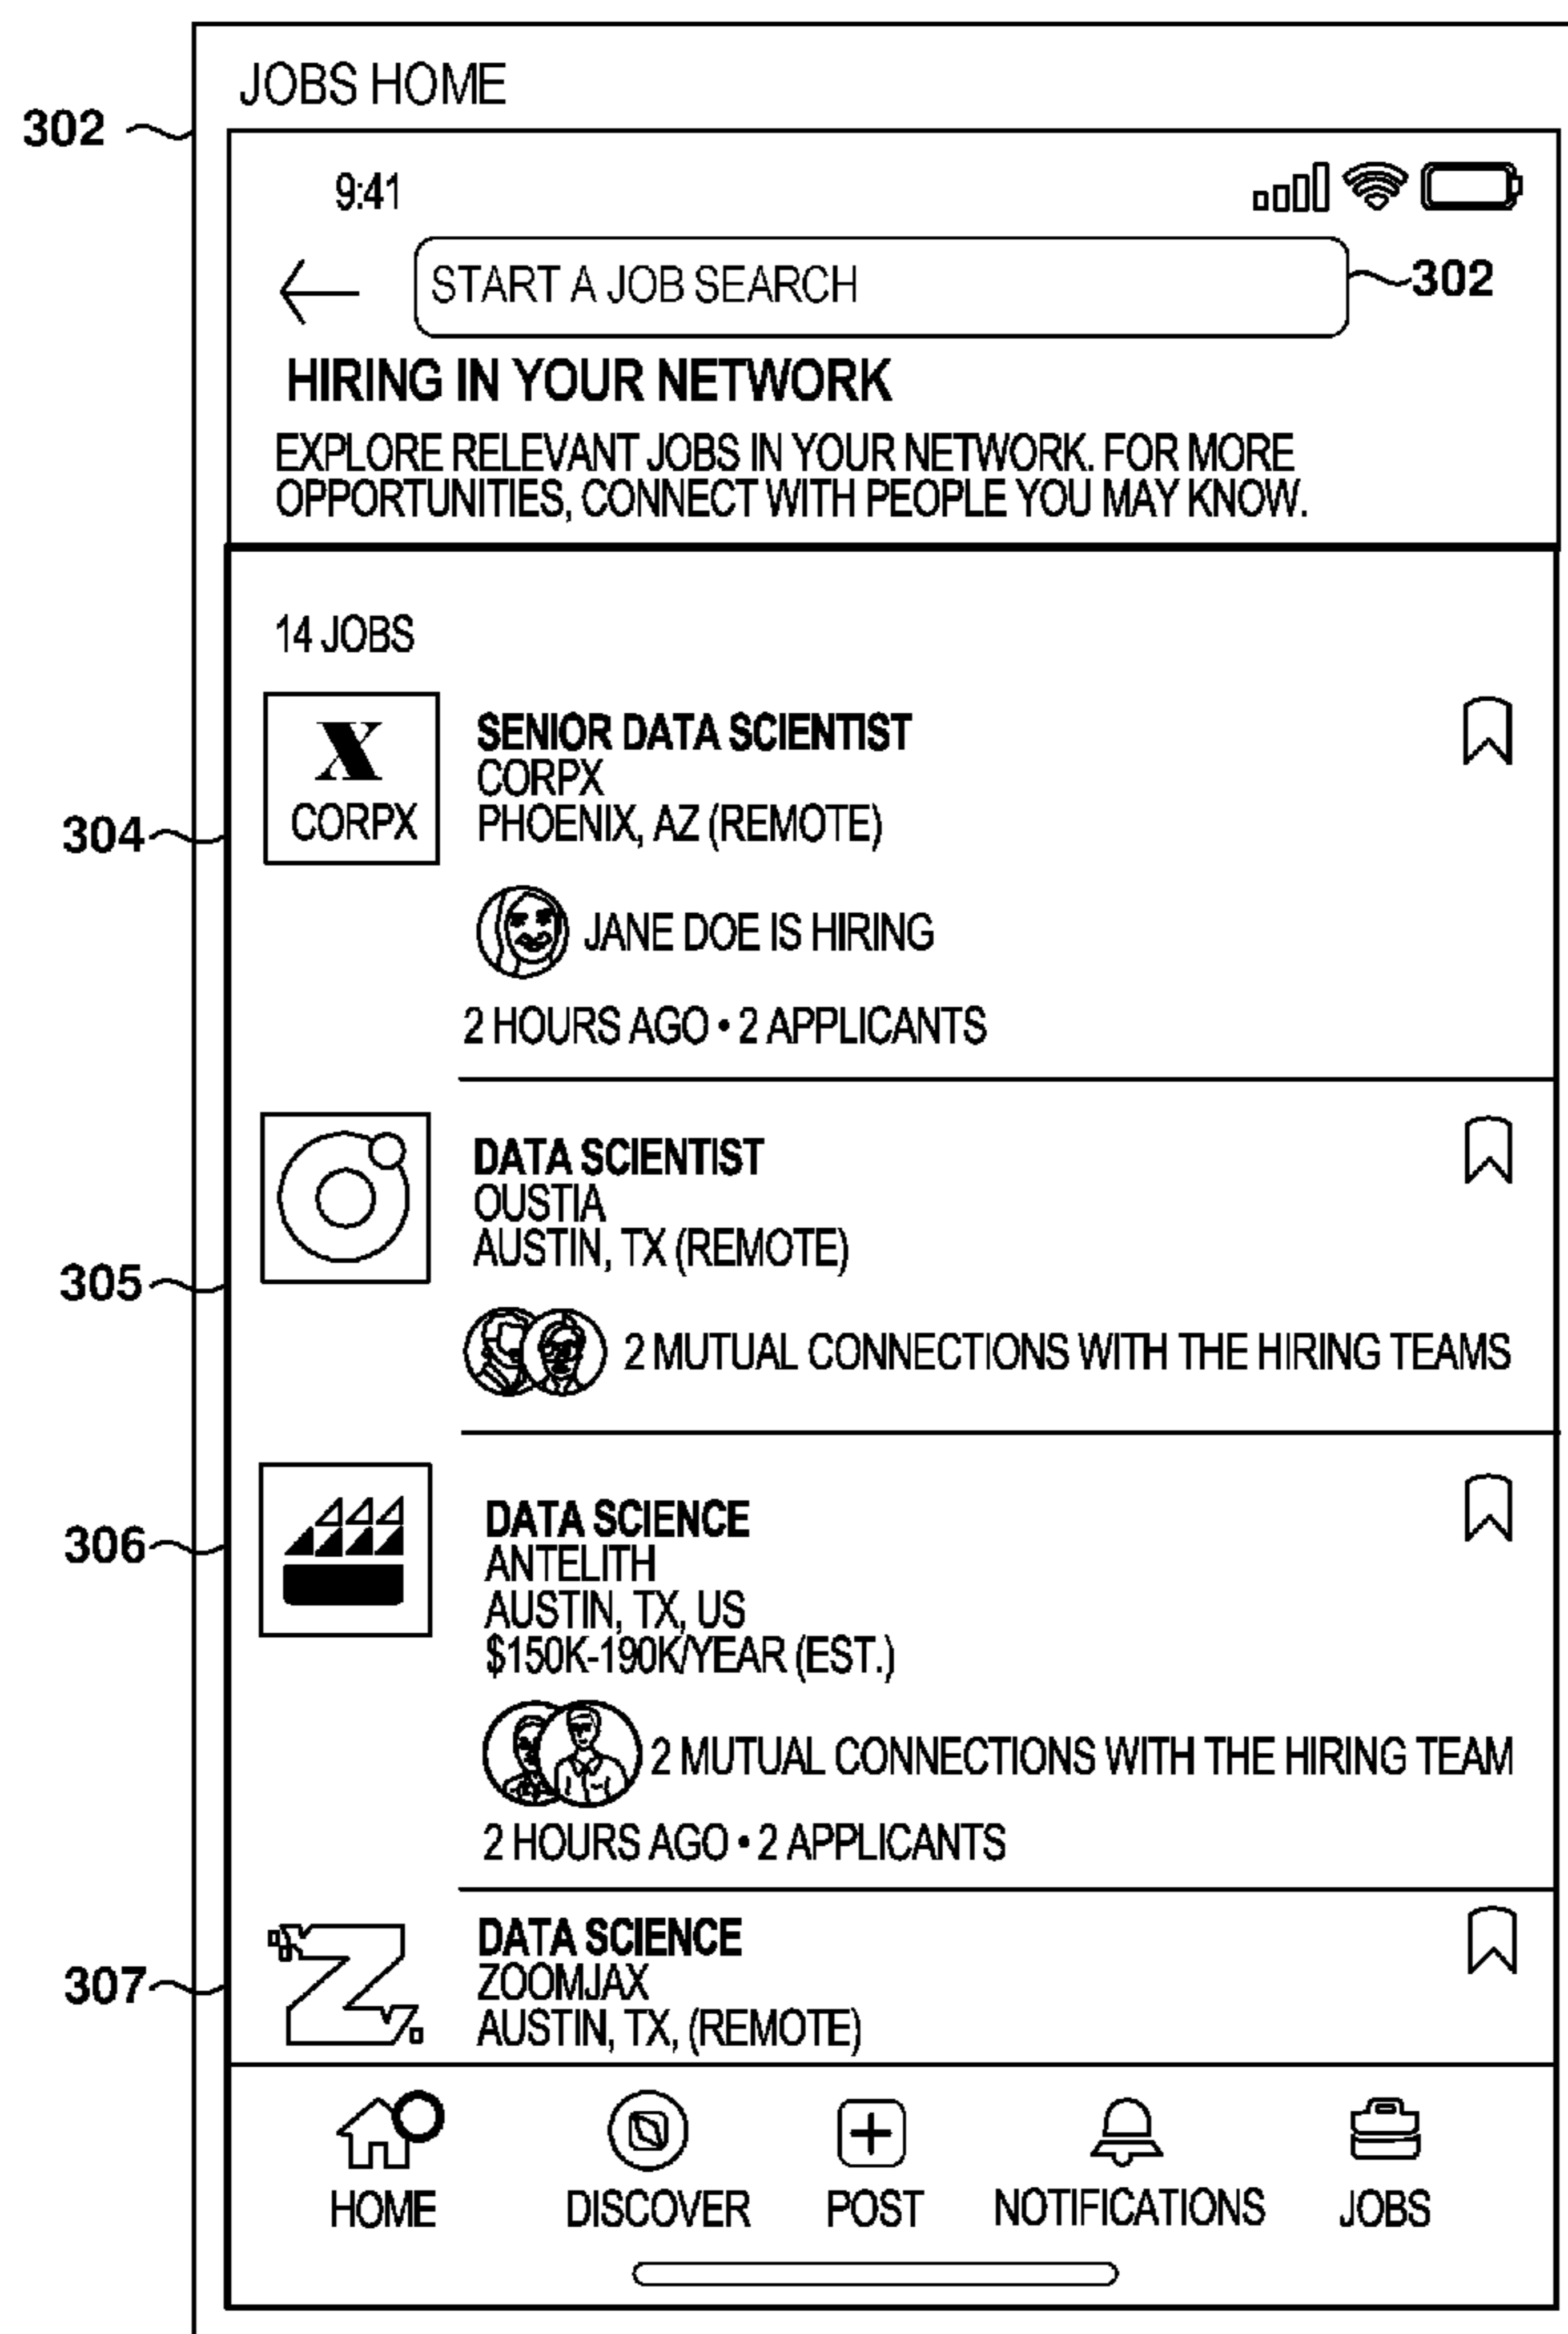 JOBS HOME
302
9:41
START A JOB SEARCH
302
HIRING IN YOUR NETWORK
EXPLORE RELEVANT JOBS IN YOUR NETWORK. FOR MORE
OPPORTUNITIES, CONNECT WITH PEOPLE YOU MAY KNOW.
14 JOBS
X
CORPX
SENIOR DATA SCIENTIST
CORPX
PHOENIX, AZ (REMOTE)
304
JANE DOE IS HIRING
2 HOURS AGO • 2 APPLICANTS
DATA SCIENTIST
OUSTIA
AUSTIN, TX (REMOTE)
305
2 MUTUAL CONNECTIONS WITH THE HIRING TEAMS
306
DATA SCIENCE
ANTELITH
AUSTIN, TX, US
$150K-190K/YEAR (EST.)
2 MUTUAL CONNECTIONS WITH THE HIRING TEAM
2 HOURS AGO • 2 APPLICANTS
307
Z
DATA SCIENCE
ZOOMJAX
AUSTIN, TX, (REMOTE)
HOME DISCOVER POST NOTIFICATIONS JOBS